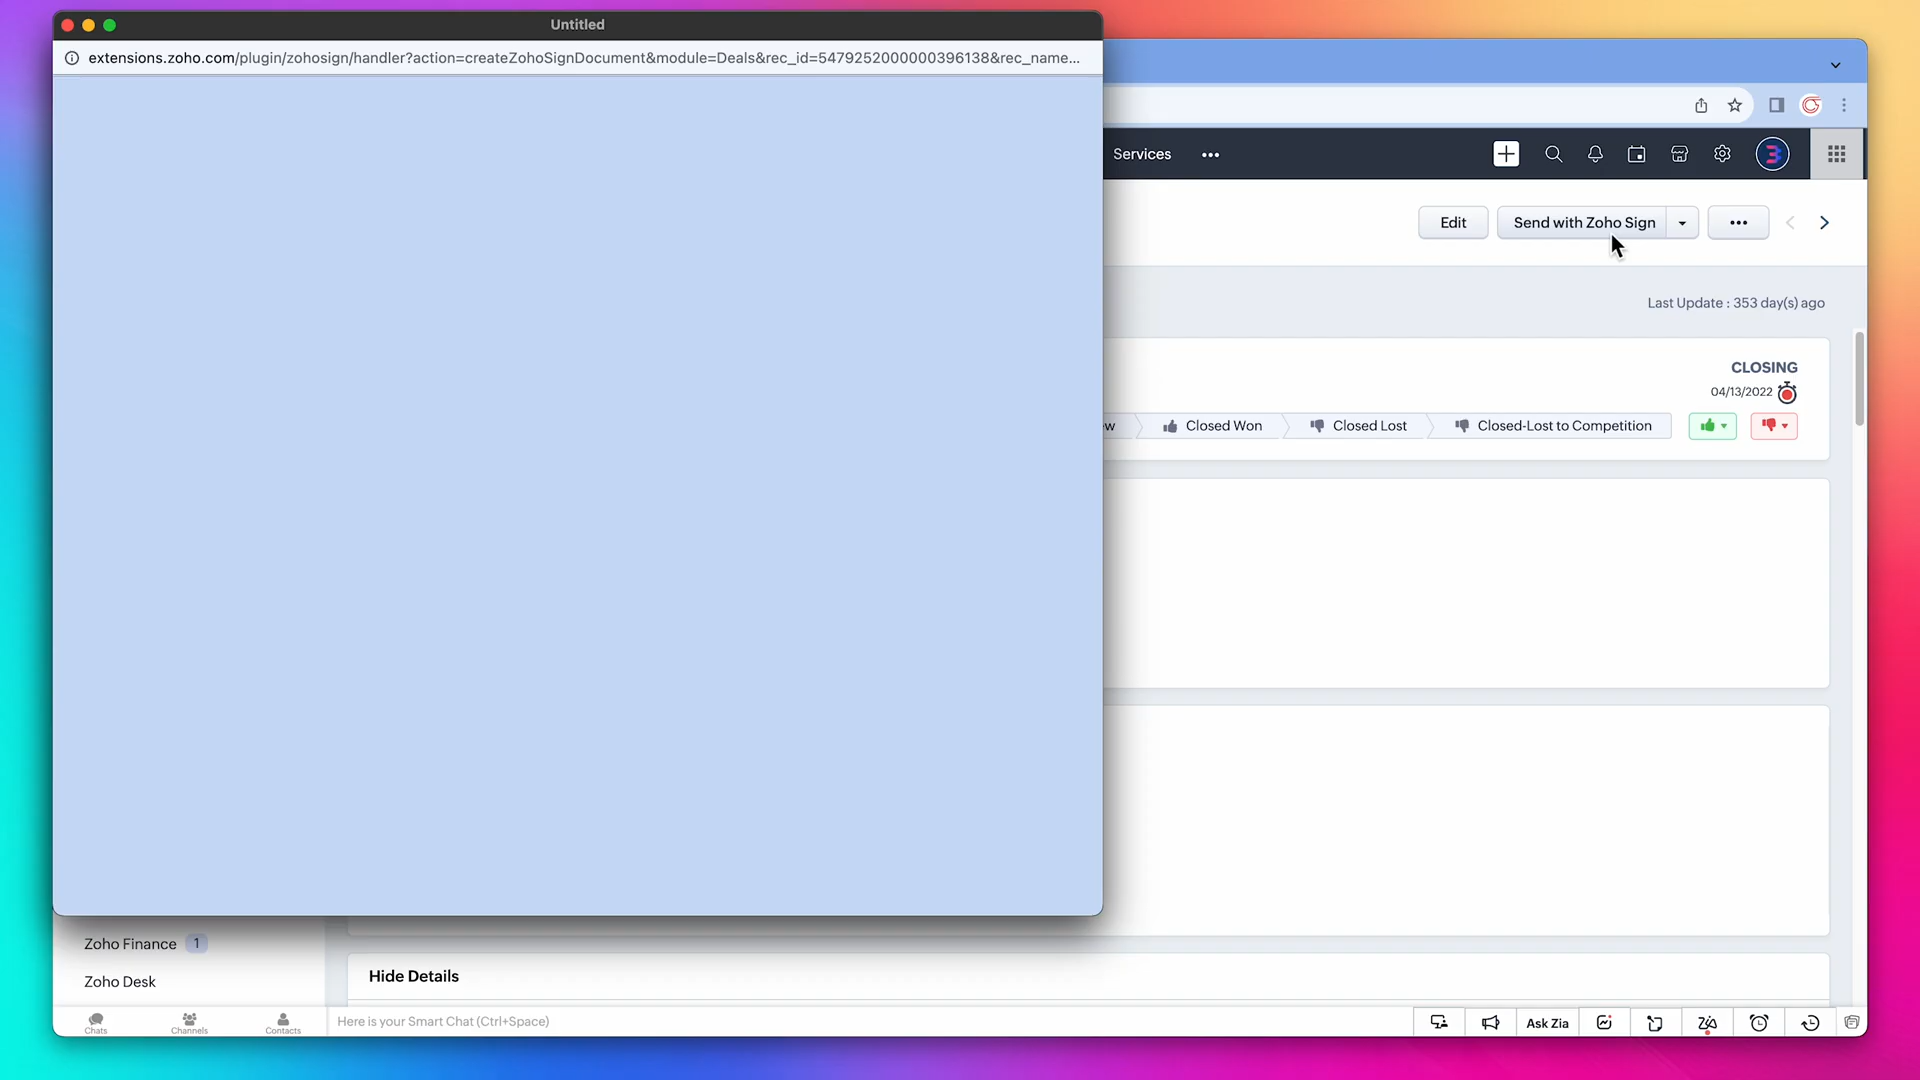 Untitled
extensions.zoho.com/plugin/zohosign/handler?action=createZohoSignDocument&module=Deals&rec_id=5479252000000396138&rec_name...
Services
Edit
Send with Zoho Sign
Last Update : 353 day(s) ago
CLOSING
04/13/2022
ew
Closed Won
Closed Lost
Closed-Lost to Competition
Zoho Finance 1
Zoho Desk
Hide Details
Chats
Channels
Contacts
Here is your Smart Chat (Ctrl+Space)
Ask Zia